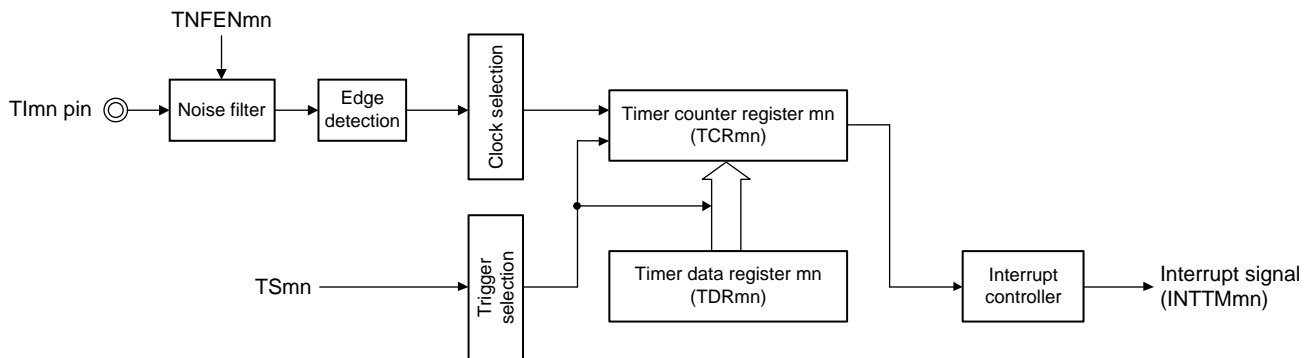 TNFENmn
TImn pin
Noise filter
Edge
detection
Clock selection
Timer counter register mn
(TCRmn)
TSmn
Trigger
selection
Timer data register mn
(TDRmn)
Interrupt
controller
Interrupt signal
(INTTMmn)